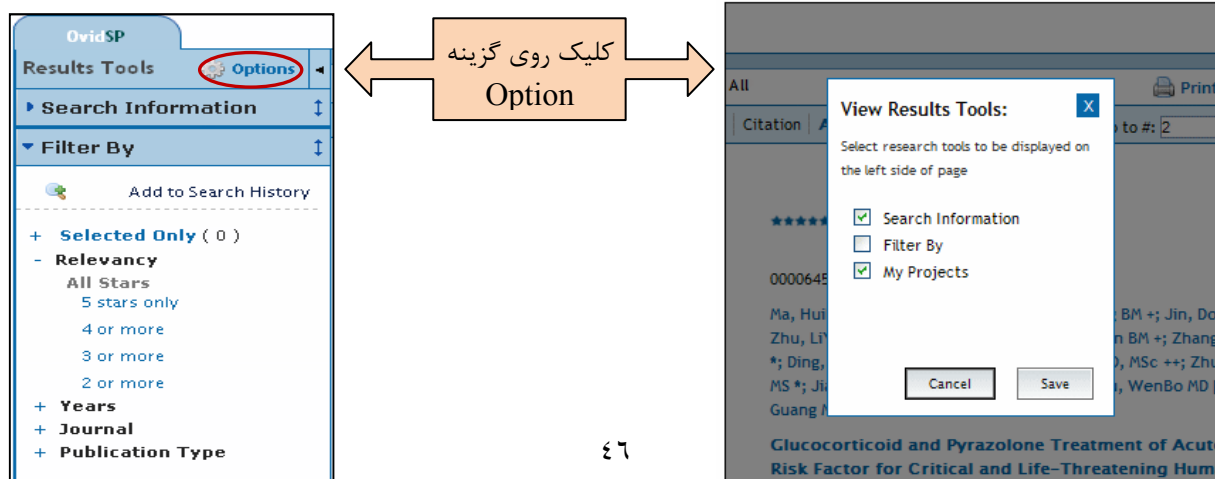 OvidSP
Results Tools
Options
Search Information
Filter By
Add to Search History
+ Selected Only ( 0 )
- Relevancy
All Stars
5 stars only
4 or more
3 or more
2 or more
+ Years
+ Journal
+ Publication Type
کلیک روی گزینه
Option
٤٦
All
Print
Citation
to #: 2
View Results Tools:
X
Select research tools to be displayed on
the left side of page
Search Information
Filter By
My Projects
Cancel
Save
★★★★★
0000645
Ma, Hui
BM +; Jin, Do
Zhu, LiY
n BM +; Zhang
*; Ding,
, MSc ++; Zhu
MS *; Jia
, WenBo MD
Guang
Glucocorticoid and Pyrazolone Treatment of Acut
Risk Factor for Critical and Life-Threatening Hum